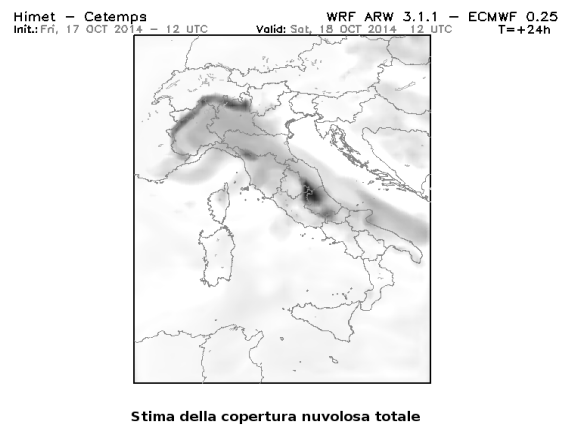 Himet – Cetemps WRF ARW 3.1.1 – ECMWF 0.25
Init.: Fri, 17 OCT 2014 – 12 UTC Valid: Sat, 18 OCT 2014 12 UTC T=+24h
Stima della copertura nuvolosa totale